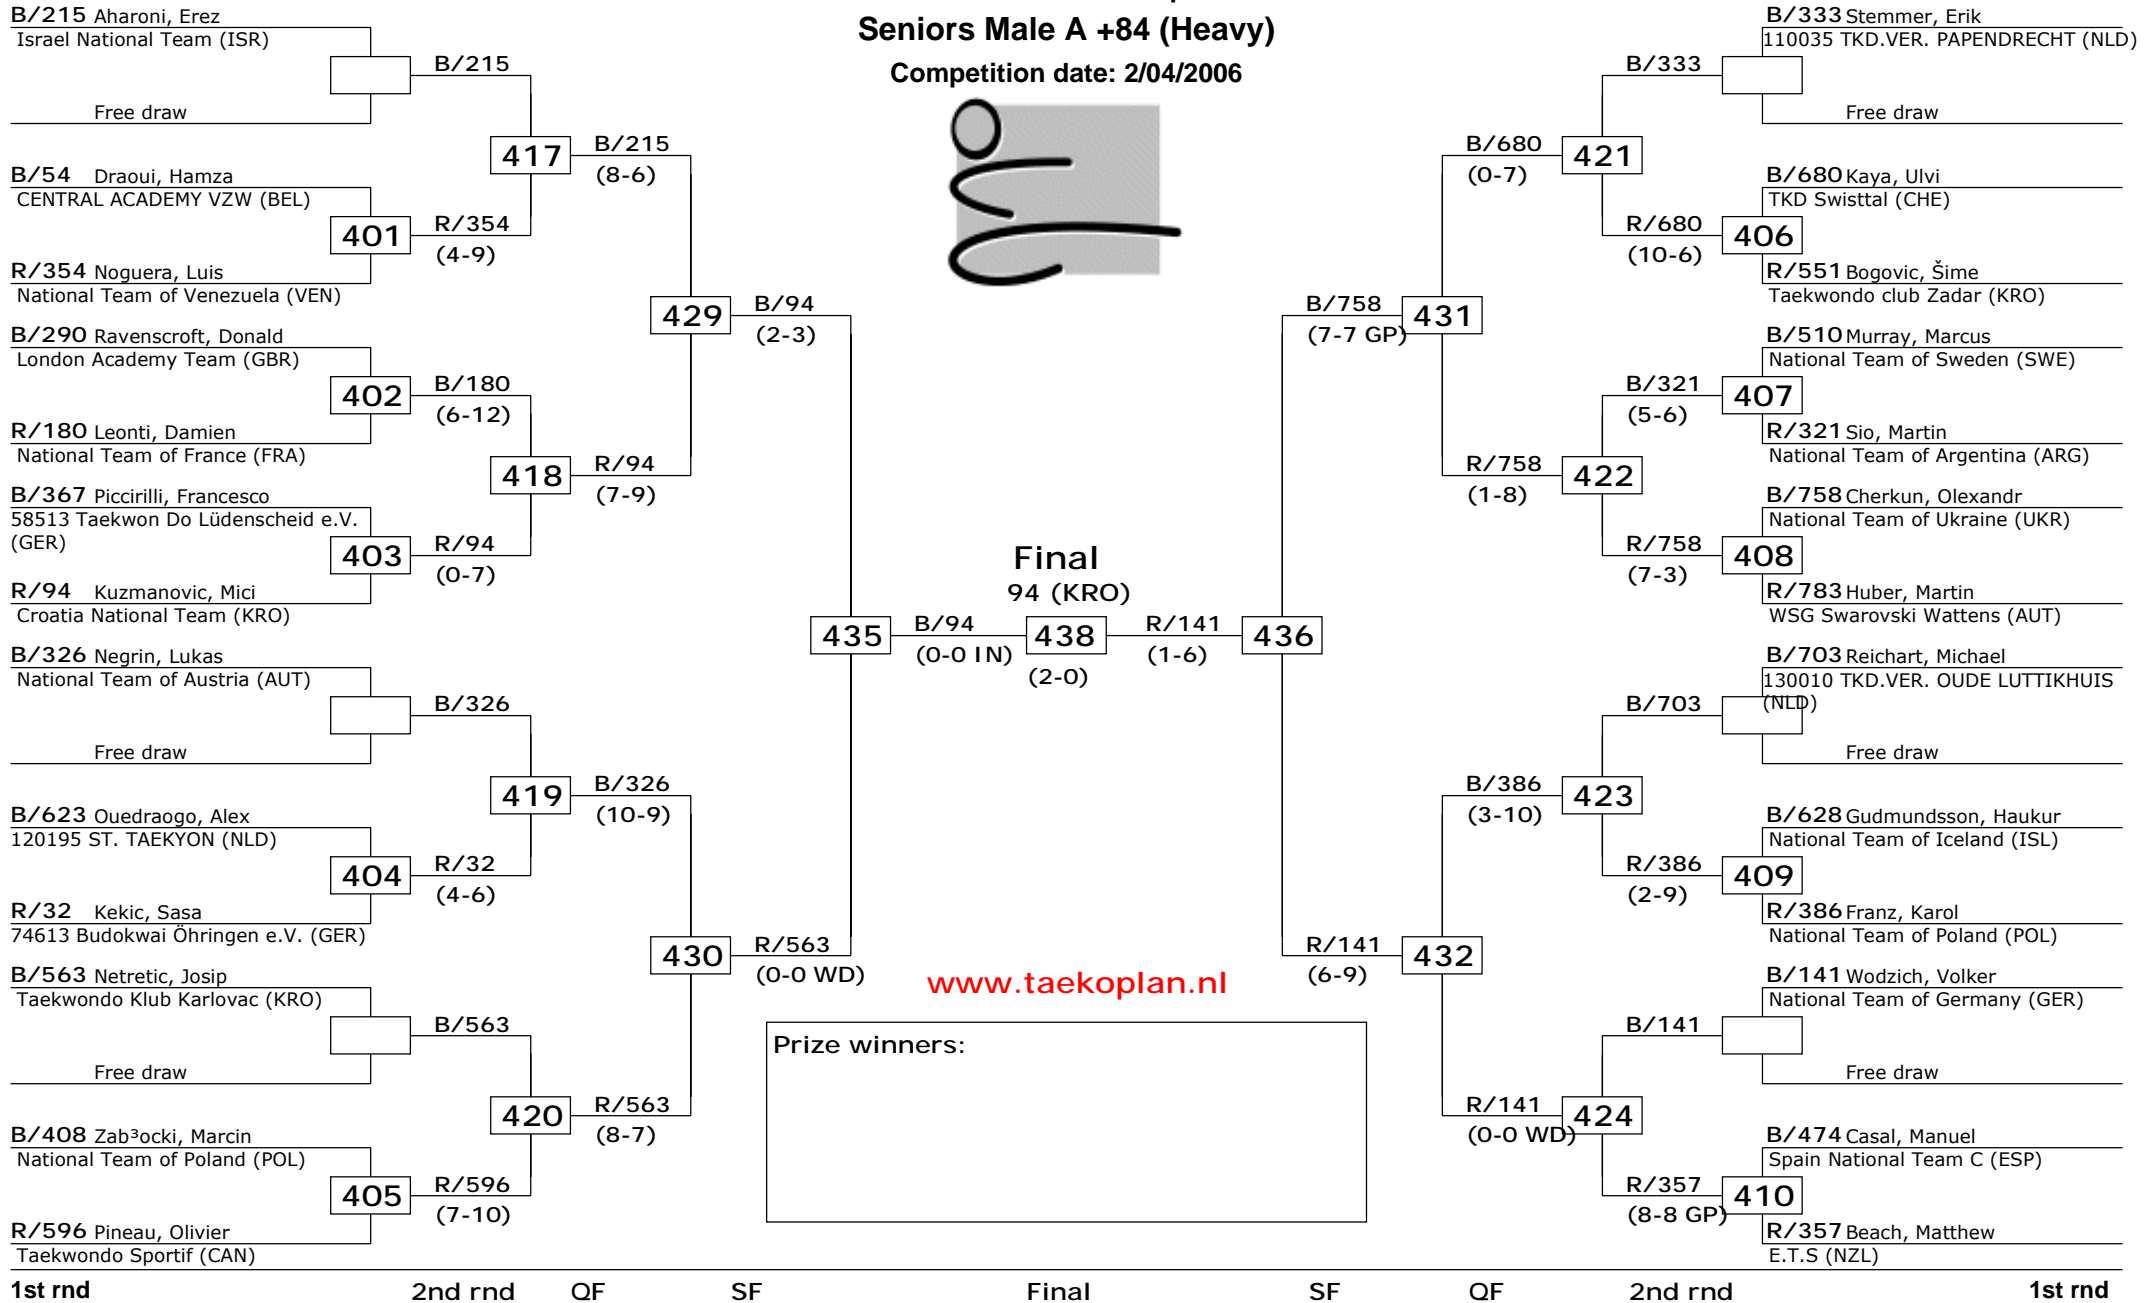 Seniors Male A +84 (Heavy)
Competition date: 2/04/2006
B/215 Aharoni, Erez
Israel National Team (ISR)
B/215
Free draw
417
B/215
(8-6)
B/54 Draoui, Hamza
CENTRAL ACADEMY VZW (BEL)
401
R/354
(4-9)
R/354 Noguera, Luis
National Team of Venezuela (VEN)
429
B/94
(2-3)
B/290 Ravenscroft, Donald
London Academy Team (GBR)
402
B/180
(6-12)
R/180 Leonti, Damien
National Team of France (FRA)
418
R/94
(7-9)
B/367 Piccirilli, Francesco
58513 Taekwon Do Lüdenscheid e.V.
(GER)
403
R/94
(0-7)
R/94 Kuzmanovic, Mici
Croatia National Team (KRO)
435
B/94
(0-0 IN)
B/326 Negrin, Lukas
National Team of Austria (AUT)
B/326
Free draw
419
B/326
(10-9)
B/623 Ouedraogo, Alex
120195 ST. TAEKYON (NLD)
404
R/32
(4-6)
R/32 Kekic, Sasa
74613 Budokwai Öhringen e.V. (GER)
430
R/563
(0-0 WD)
B/563 Netretic, Josip
Taekwondo Klub Karlovac (KRO)
B/563
Free draw
420
R/563
(8-7)
B/408 Zab³ocki, Marcin
National Team of Poland (POL)
405
R/596
(7-10)
R/596 Pineau, Olivier
Taekwondo Sportif (CAN)
Final
94 (KRO)
438
(2-0)
www.taekoplan.nl
Prize winners:
B/333 Stemmer, Erik
110035 TKD.VER. PAPENDRECHT (NLD)
B/333
Free draw
B/680
421
(0-7)
B/680 Kaya, Ulvi
TKD Swisttal (CHE)
R/680
406
(10-6)
R/551 Bogovic, Šime
Taekwondo club Zadar (KRO)
B/758
431
(7-7 GP)
B/510 Murray, Marcus
National Team of Sweden (SWE)
B/321
407
(5-6)
R/321 Sio, Martin
National Team of Argentina (ARG)
R/758
422
(1-8)
B/758 Cherkun, Olexandr
National Team of Ukraine (UKR)
R/758
408
(7-3)
R/783 Huber, Martin
WSG Swarovski Wattens (AUT)
R/141
436
(1-6)
B/703 Reichart, Michael
130010 TKD.VER. OUDE LUTTIKHUIS
(NLD)
B/703
Free draw
B/386
423
(3-10)
B/628 Gudmundsson, Haukur
National Team of Iceland (ISL)
R/386
409
(2-9)
R/386 Franz, Karol
National Team of Poland (POL)
R/141
432
(6-9)
B/141 Wodzich, Volker
National Team of Germany (GER)
B/141
Free draw
R/141
424
(0-0 WD)
B/474 Casal, Manuel
Spain National Team C (ESP)
R/357
410
(8-8 GP)
R/357 Beach, Matthew
E.T.S (NZL)
1st rnd 2nd rnd QF SF Final SF QF 2nd rnd 1st rnd